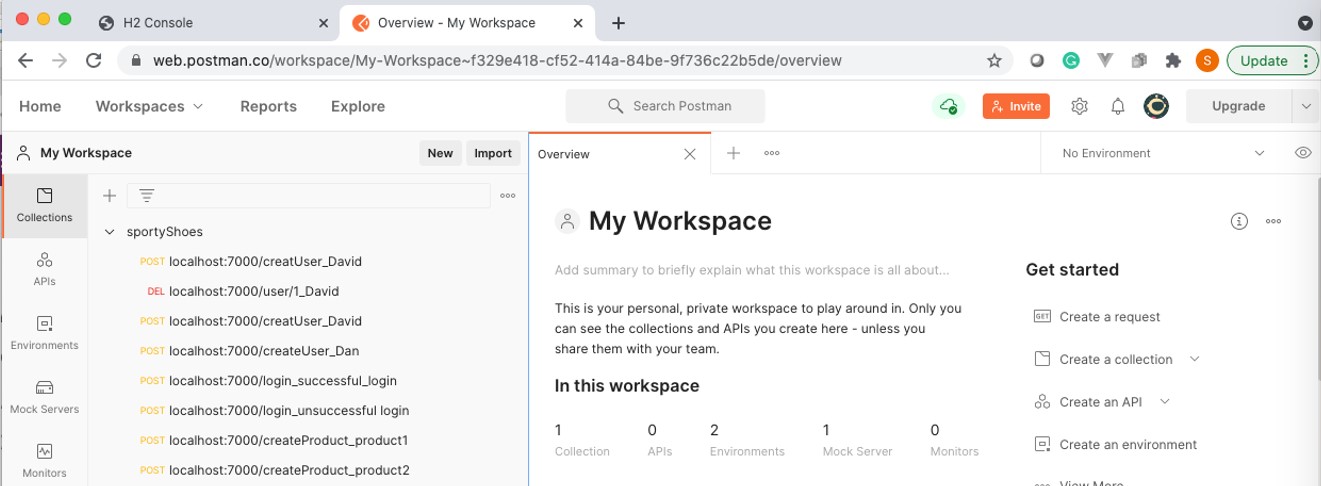 H2 Console
Overview - My Workspace
web.postman.co/workspace/My-Workspace~f329e418-cf52-414a-84be-9f736c22b5de/overview
S
Update
Home Workspaces Reports Explore
Search Postman
Invite
Upgrade
My Workspace
New Import
Overview
No Environment
Collections
APIs
Environments
Mock Servers
Monitors
sportyShoes
POST localhost:7000/creatUser_David
DEL localhost:7000/user/1_David
POST localhost:7000/creatUser_David
POST localhost:7000/createUser_Dan
POST localhost:7000/login_successful_login
POST localhost:7000/login_unsuccessful login
POST localhost:7000/createProduct_product1
POST localhost:7000/createProduct_product2
My Workspace
Add summary to briefly explain what this workspace is all about...
This is your personal, private workspace to play around in. Only you
can see the collections and APIs you create here - unless you
share them with your team.
In this workspace
1 0 2 1 0
Collection APIs Environments Mock Server Monitors
Get started
GET Create a request
Create a collection
Create an API
Create an environment
View More